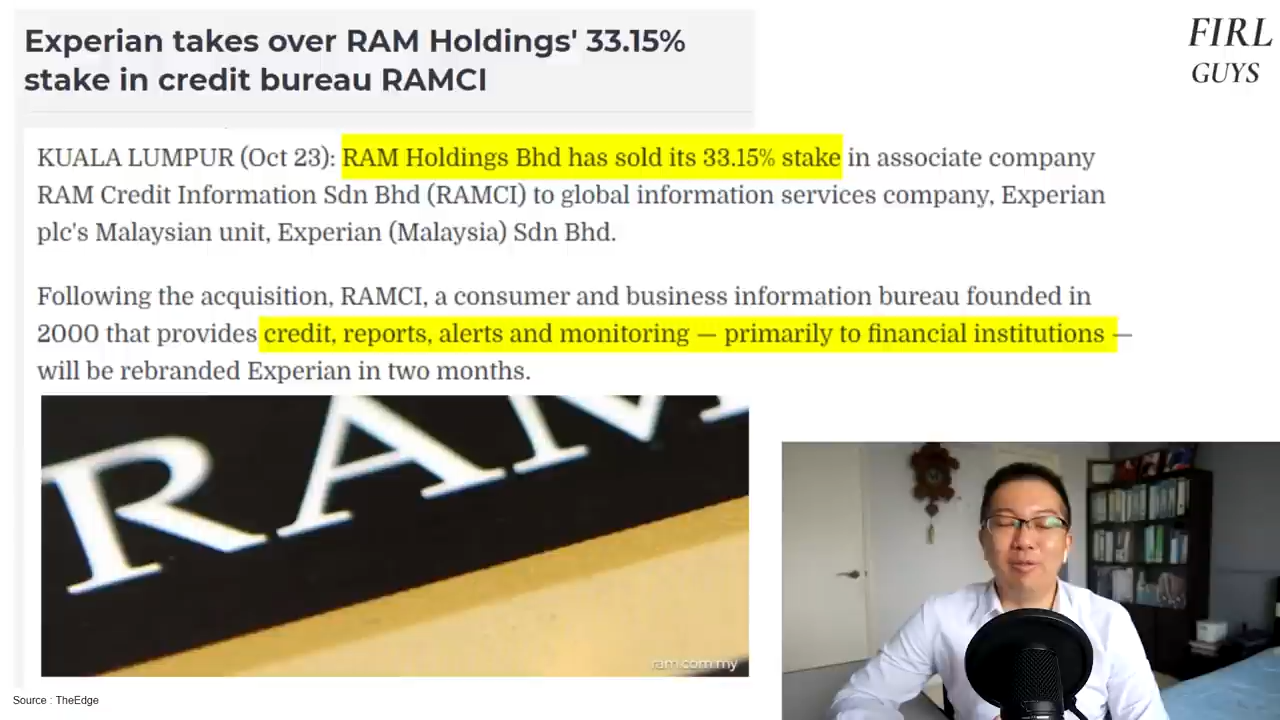 Experian takes over RAM Holdings' 33.15%
stake in credit bureau RAMCI
FIRL
GUYS
KUALA LUMPUR (Oct 23): RAM Holdings Bhd has sold its 33.15% stake in associate company
RAM Credit Information Sdn Bhd (RAMCI) to global information services company, Experian
plc's Malaysian unit, Experian (Malaysia) Sdn Bhd.
Following the acquisition, RAMCI, a consumer and business information bureau founded in
2000 that provides credit, reports, alerts and monitoring — primarily to financial institutions —
will be rebranded Experian in two months.
RAM
ram.com.my
Source : TheEdge